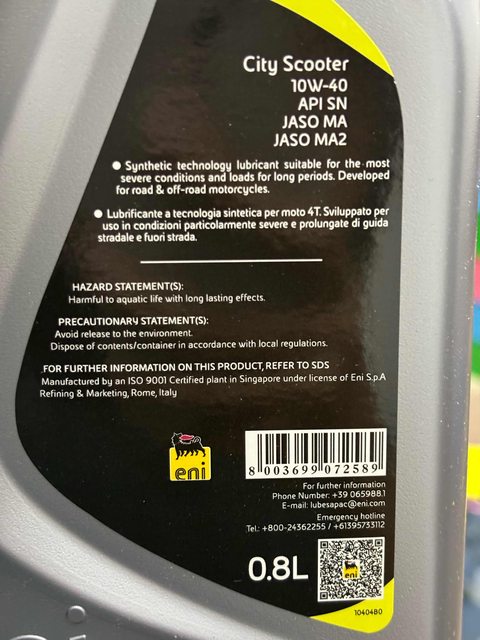 City Scooter
10W-40
API SN
JASO MA
JASO MA2
● Synthetic technology lubricant suitable for the most
severe conditions and loads for long periods. Developed
for road & off-road motorcycles.
● Lubrificante a tecnologia sintetica per moto 4T. Sviluppato per
uso in condizioni particolarmente severe e prolungate di guida
stradale e fuori strada.
HAZARD STATEMENT(S):
Harmful to aquatic life with long lasting effects.
PRECAUTIONARY STATEMENT(S):
Avoid release to the environment.
Dispose of contents/container in accordance with local regulations.
FOR FURTHER INFORMATION ON THIS PRODUCT, REFER TO SDS
Manufactured by an ISO 9001 Certified plant in Singapore under license of Eni S.p.A
Refining & Marketing, Rome, Italy
eni
8 003699 072589
For further information
Phone Number: +39 065988.1
E-mail: lubesapac@eni.com
Emergency hotline
Tel.: +800-24362255 / +61395733112
0.8L
eni
1040480